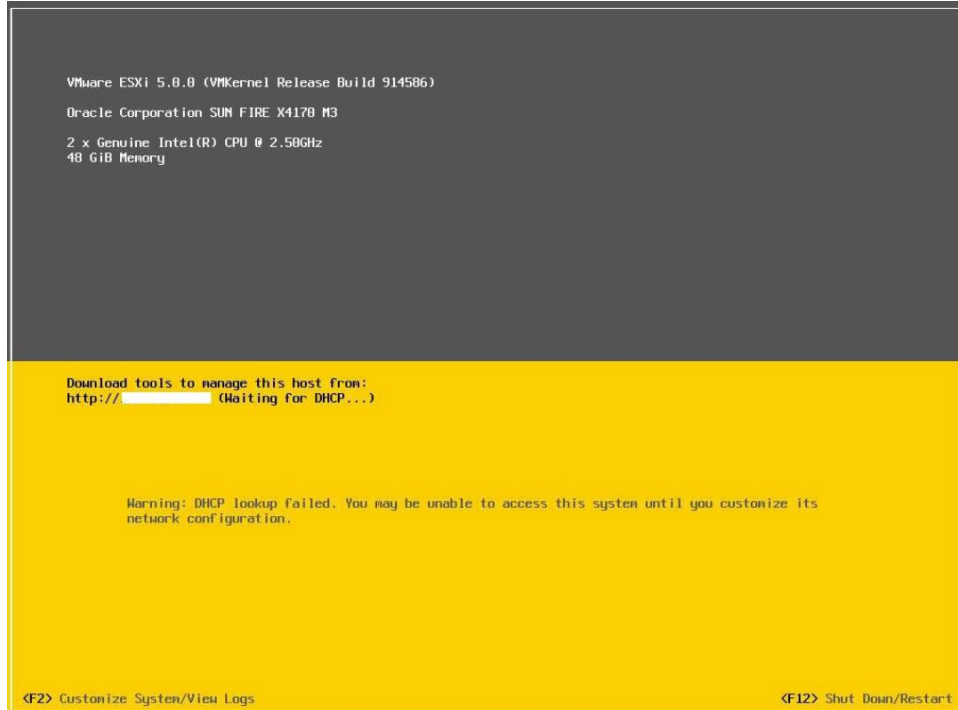 VMware ESXi 5.0.0 (VMKernel Release Build 914586)
Oracle Corporation SUN FIRE X4170 M3
2 x Genuine Intel(R) CPU @ 2.50GHz
48 GiB Memory
Download tools to manage this host from:
http:// (Waiting for DHCP...)
Warning: DHCP lookup failed. You may be unable to access this system until you customize its
network configuration.
<F2> Customize System/View Logs
<F12> Shut Down/Restart